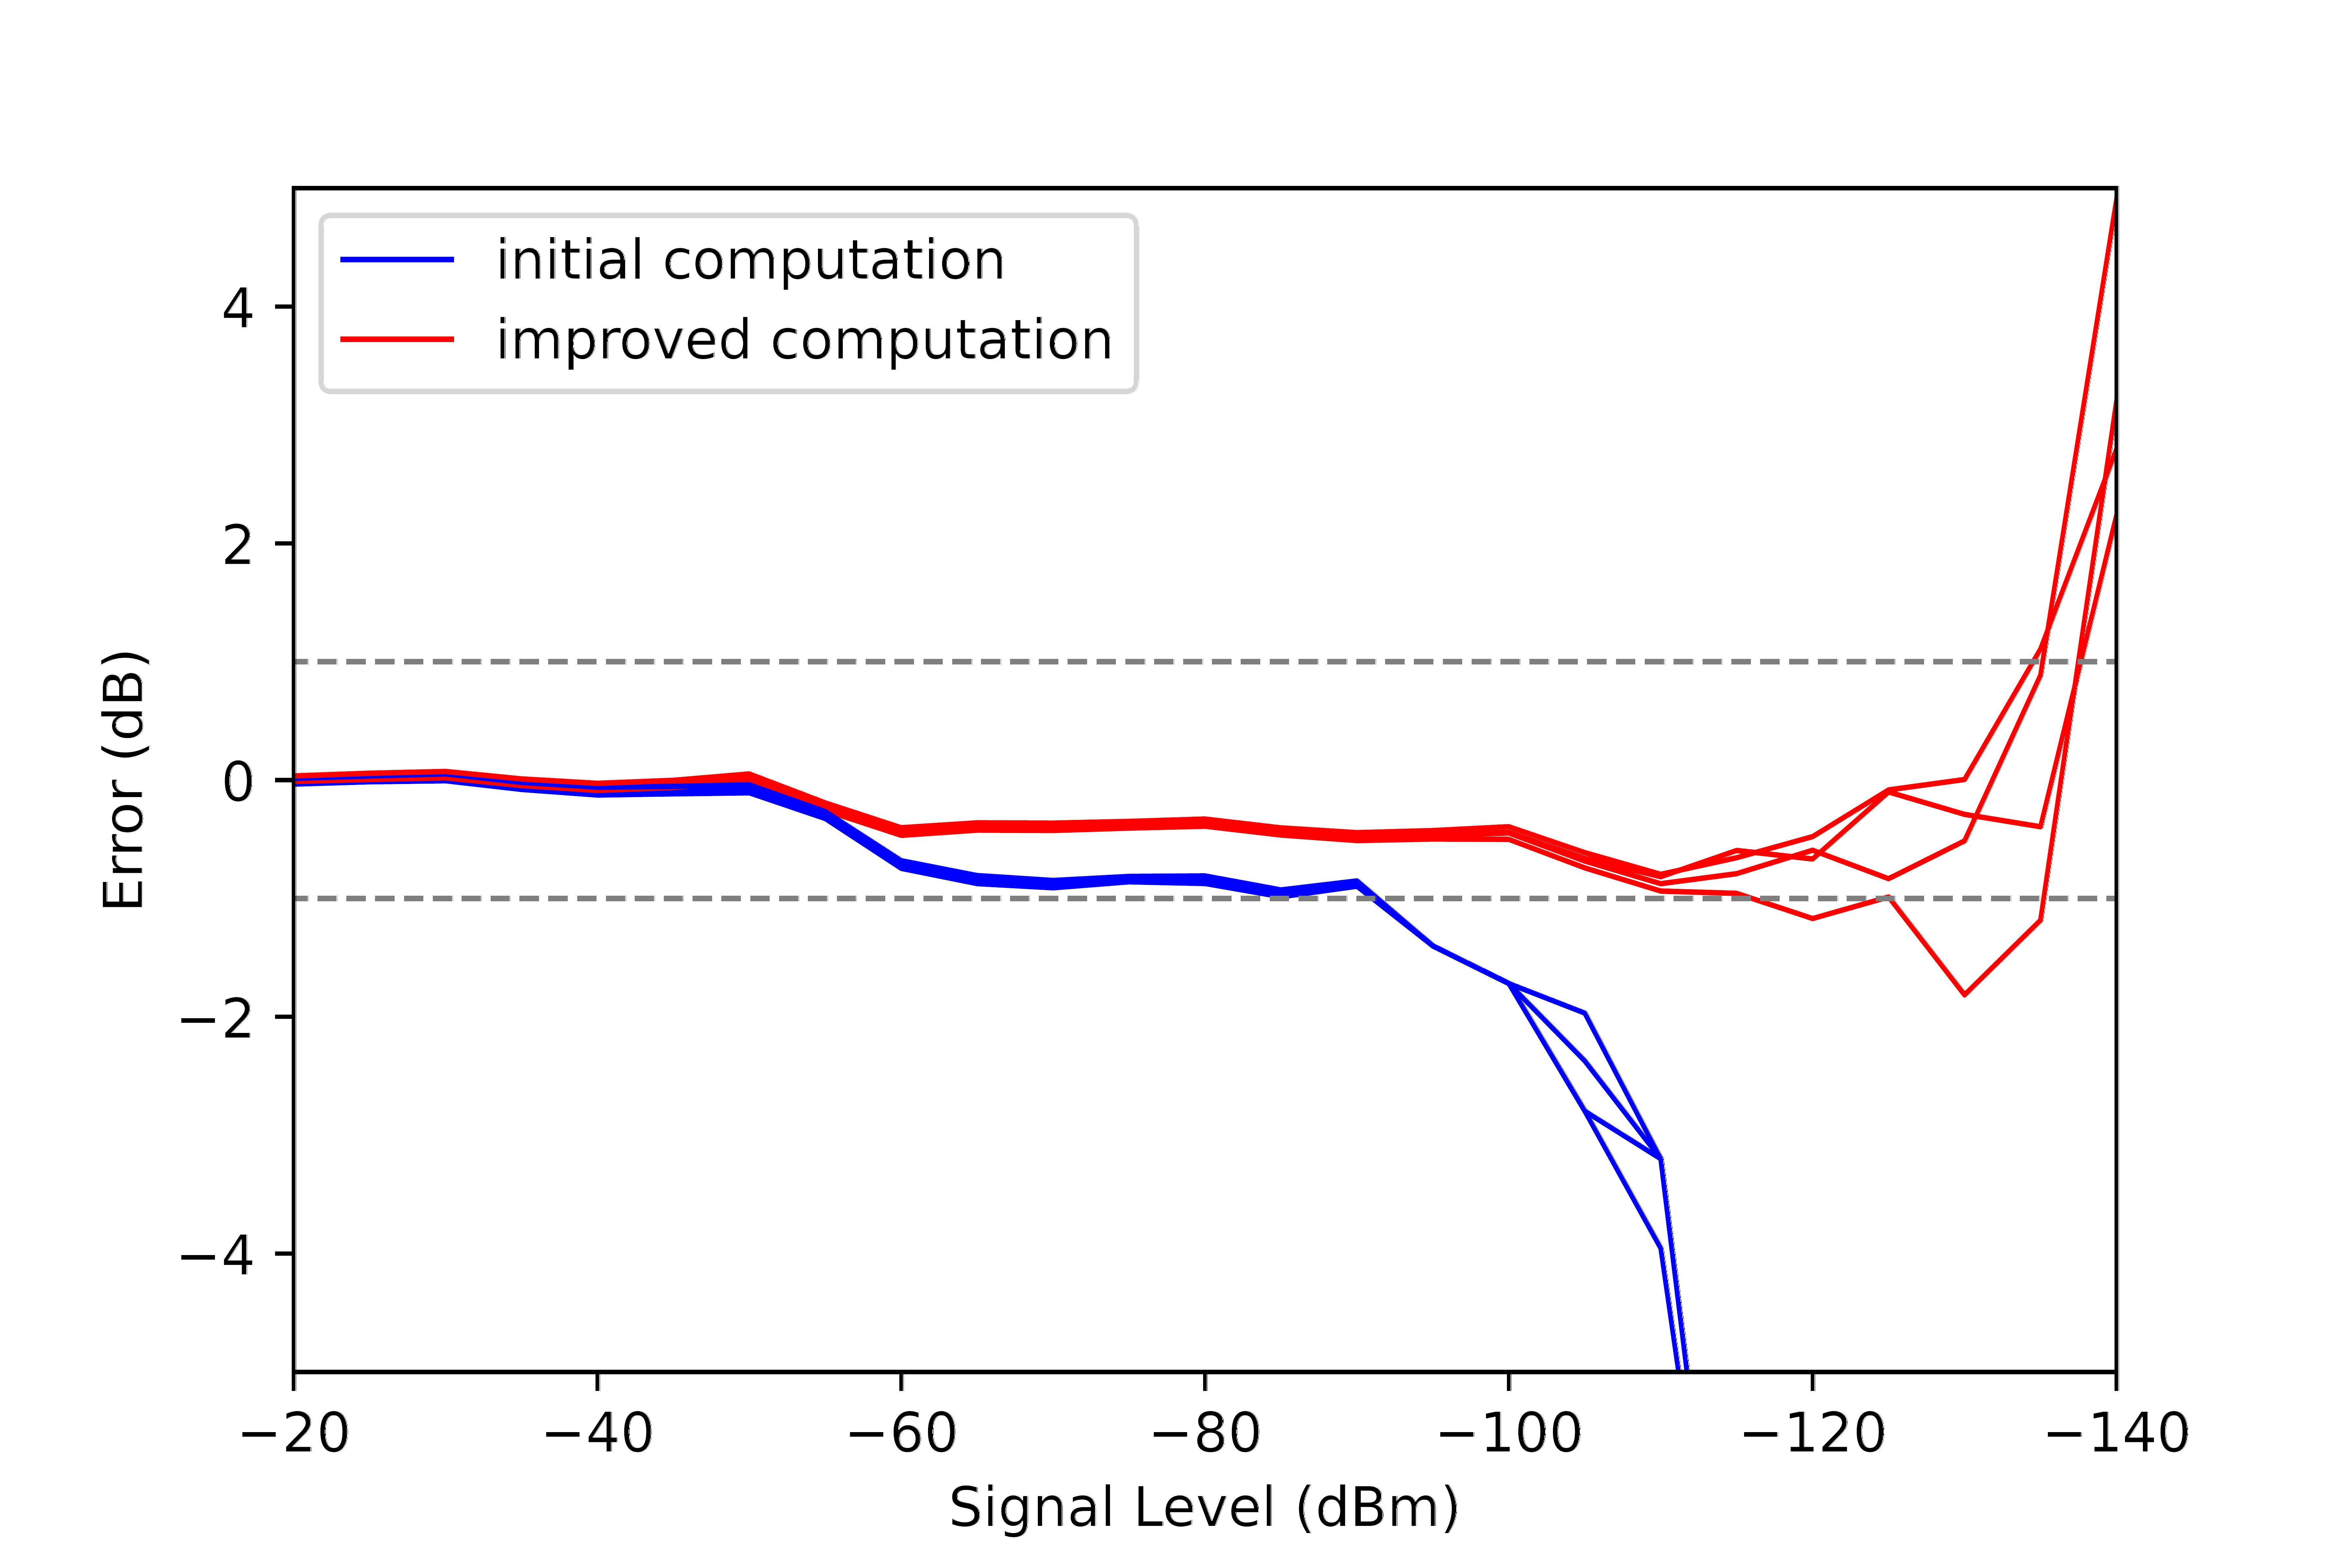 initial computation
improved computation
4
2
0
−2
−4
Error (dB)
−20 −40 −60 −80 −100 −120 −140
Signal Level (dBm)